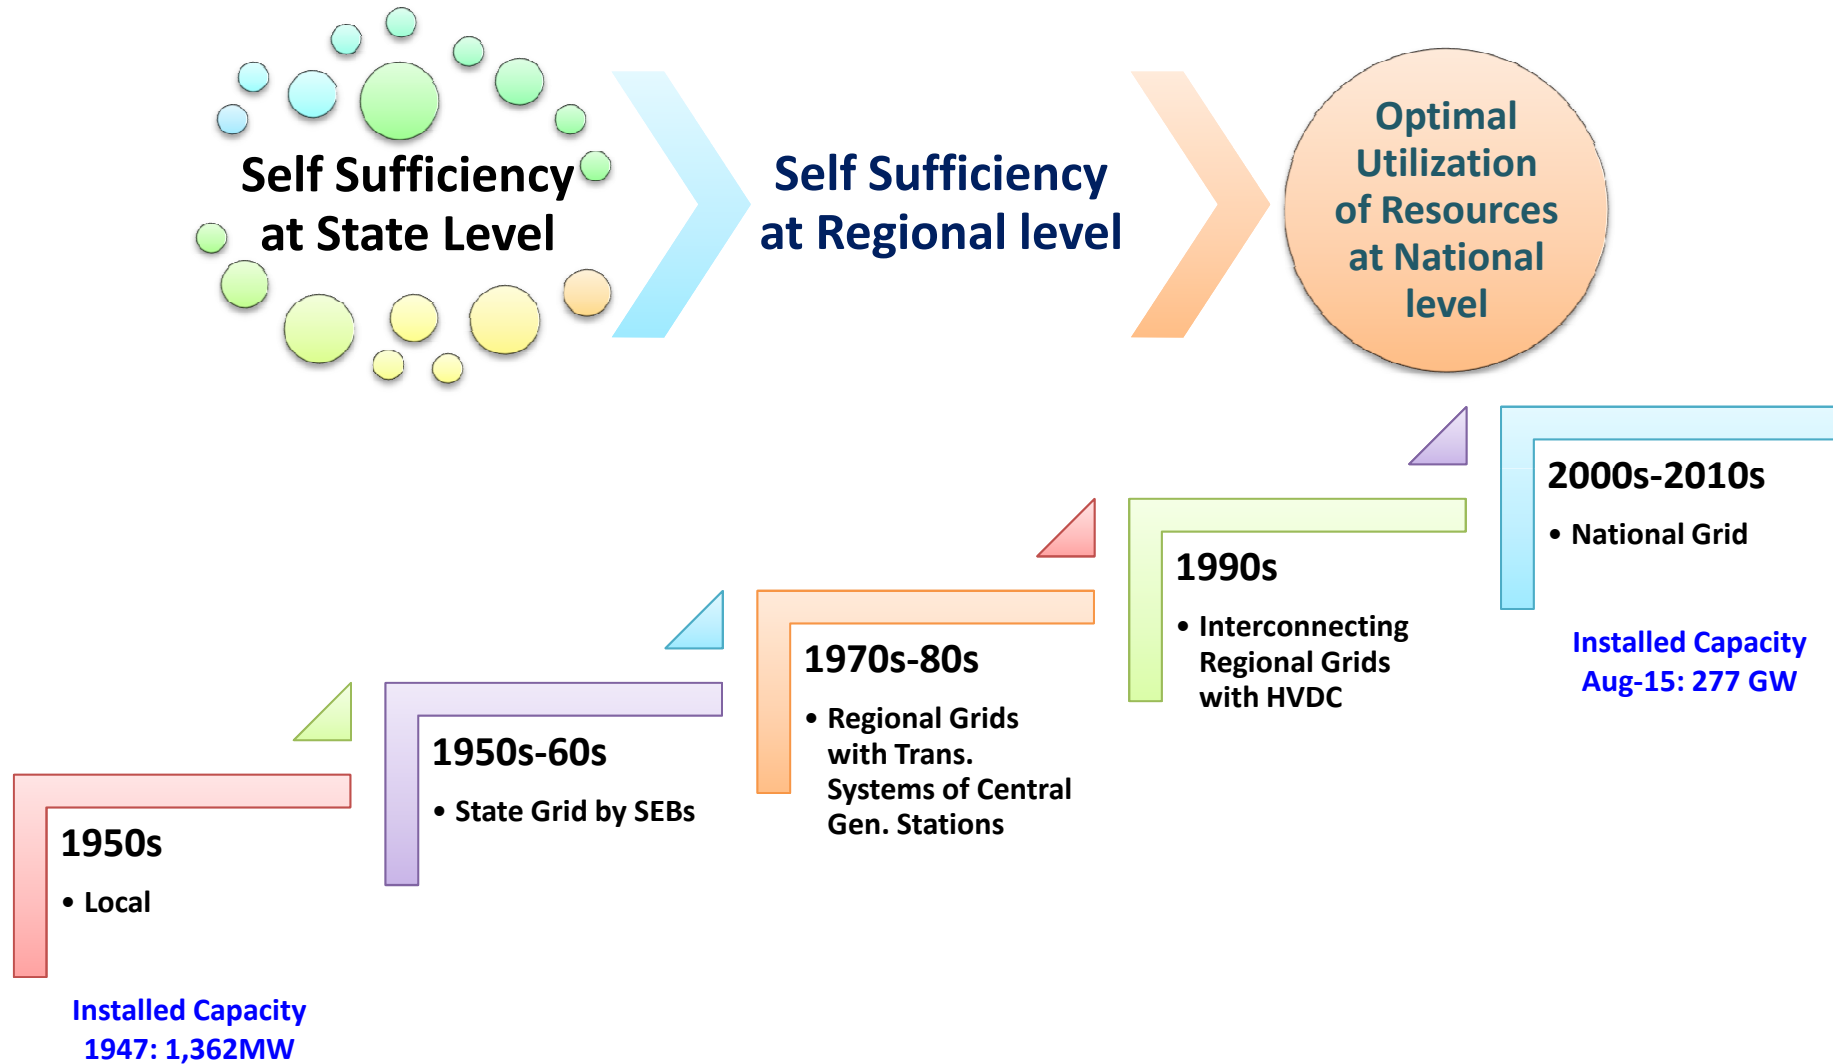 Self Sufficiency
at State Level
Self Sufficiency
at Regional level
Optimal
Utilization
of Resources
at National
level
2000s-2010s
• National Grid
Installed Capacity
Aug-15: 277 GW
1990s
• Interconnecting
Regional Grids
with HVDC
1970s-80s
• Regional Grids
with Trans.
Systems of Central
Gen. Stations
1950s-60s
• State Grid by SEBs
1950s
• Local
Installed Capacity
1947: 1,362MW